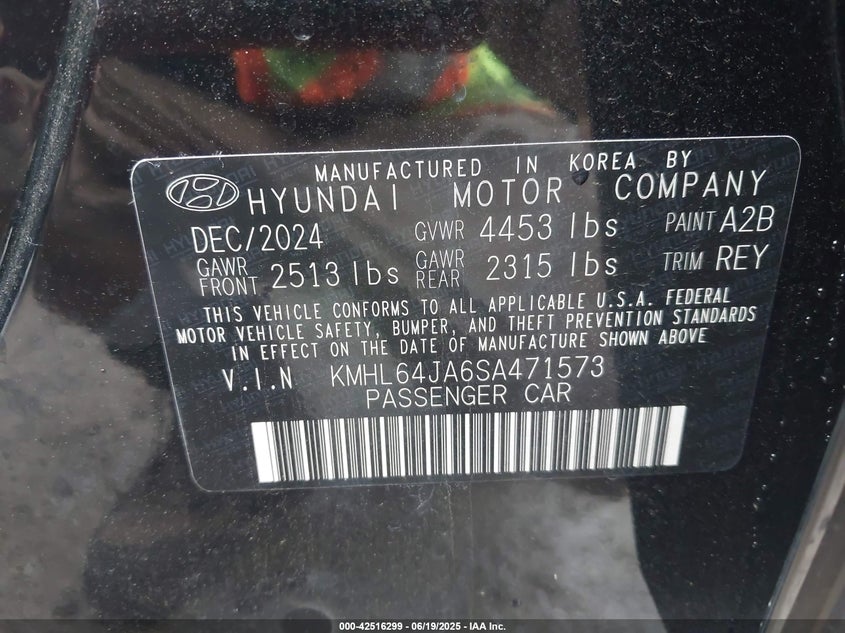 MANUFACTURED IN KOREA BY
HYUNDAI MOTOR COMPANY
DEC/2024 GVWR 4453 lbs PAINT A2B
GAWR FRONT 2513 lbs GAWR REAR 2315 lbs TRIM REY
THIS VEHICLE CONFORMS TO ALL APPLICABLE U.S.A. FEDERAL
MOTOR VEHICLE SAFETY, BUMPER, AND THEFT PREVENTION STANDARDS
IN EFFECT ON THE DATE OF MANUFACTURE SHOWN ABOVE
V.I.N KMHL64JA6SA471573
PASSENGER CAR
000-42516299 - 06/19/2025 - IAA Inc.